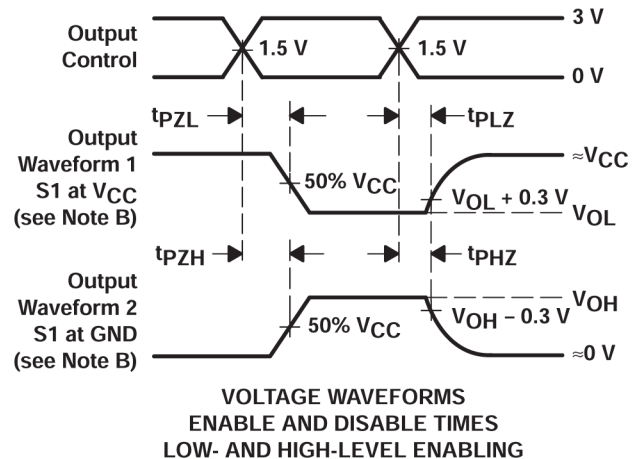 Output
Control
1.5 V
1.5 V
3 V
0 V
tPZL
tPLZ
Output
Waveform 1
S1 at VCC
(see Note B)
50% VCC
VOL + 0.3 V
≈VCC
VOL
tPZH
tPHZ
Output
Waveform 2
S1 at GND
(see Note B)
50% VCC
VOH − 0.3 V
VOH
≈0 V
VOLTAGE WAVEFORMS
ENABLE AND DISABLE TIMES
LOW- AND HIGH-LEVEL ENABLING